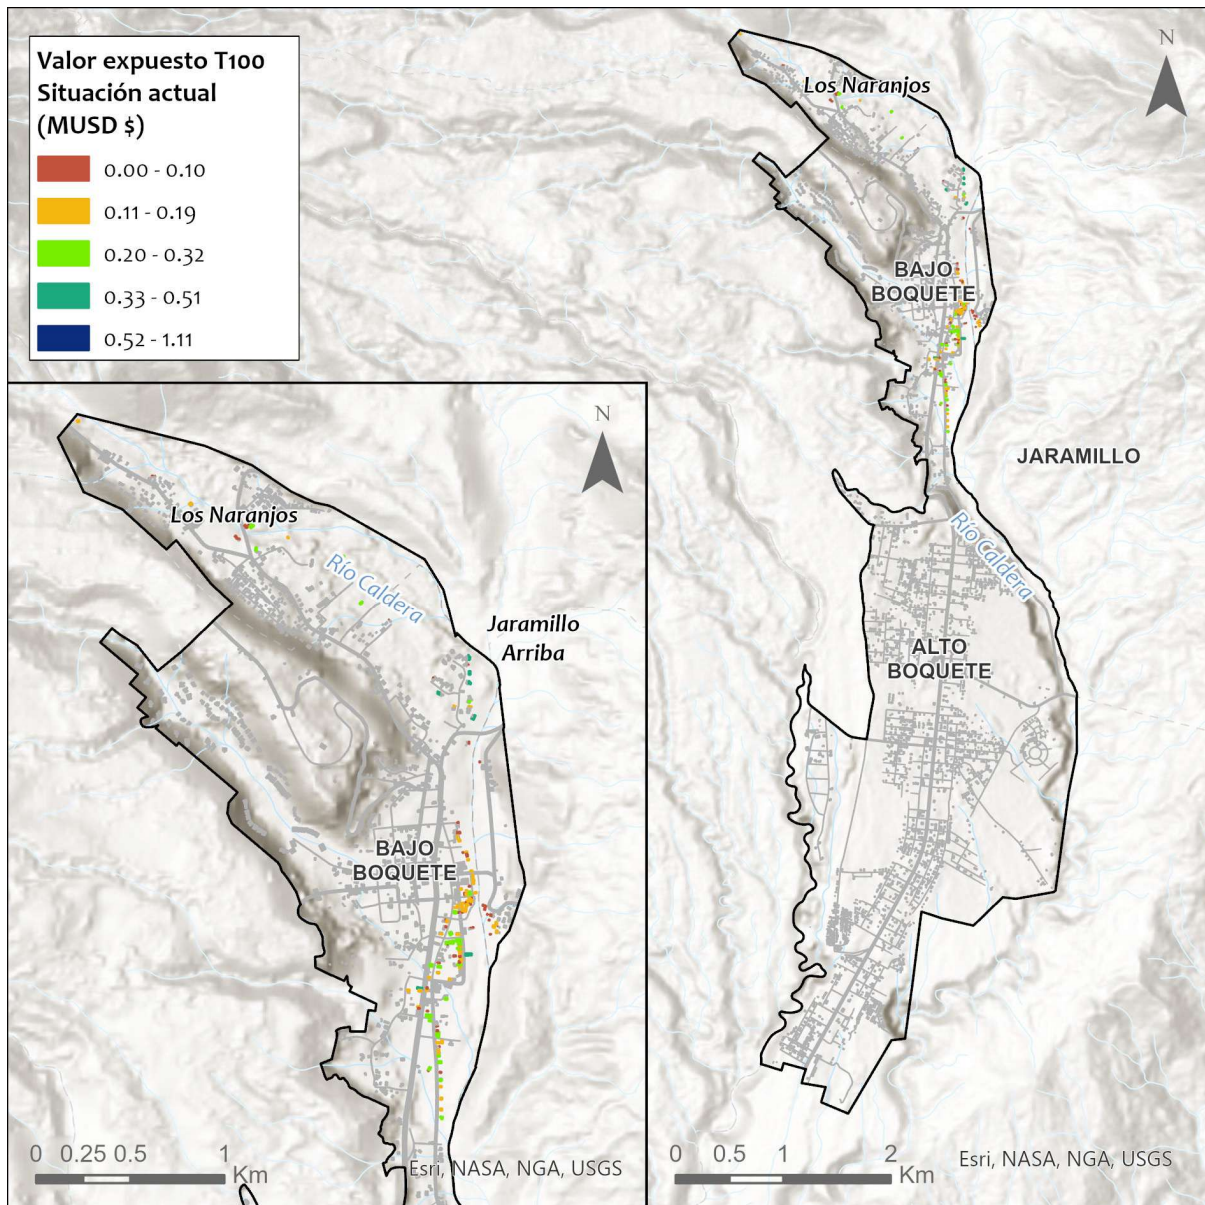 Valor expuesto T100
Situación actual
(MUSD $)
0.00 - 0.10
0.11 - 0.19
0.20 - 0.32
0.33 - 0.51
0.52 - 1.11
N
Los Naranjos
BAJO
BOQUETE
JARAMILLO
Río Caldera
ALTO
BOQUETE
0 0.5 1 2
Km
Esri, NASA, NGA, USGS
N
Los Naranjos
Río Caldera
Jaramillo
Arriba
BAJO
BOQUETE
0 0.25 0.5 1
Km
Esri, NASA, NGA, USGS